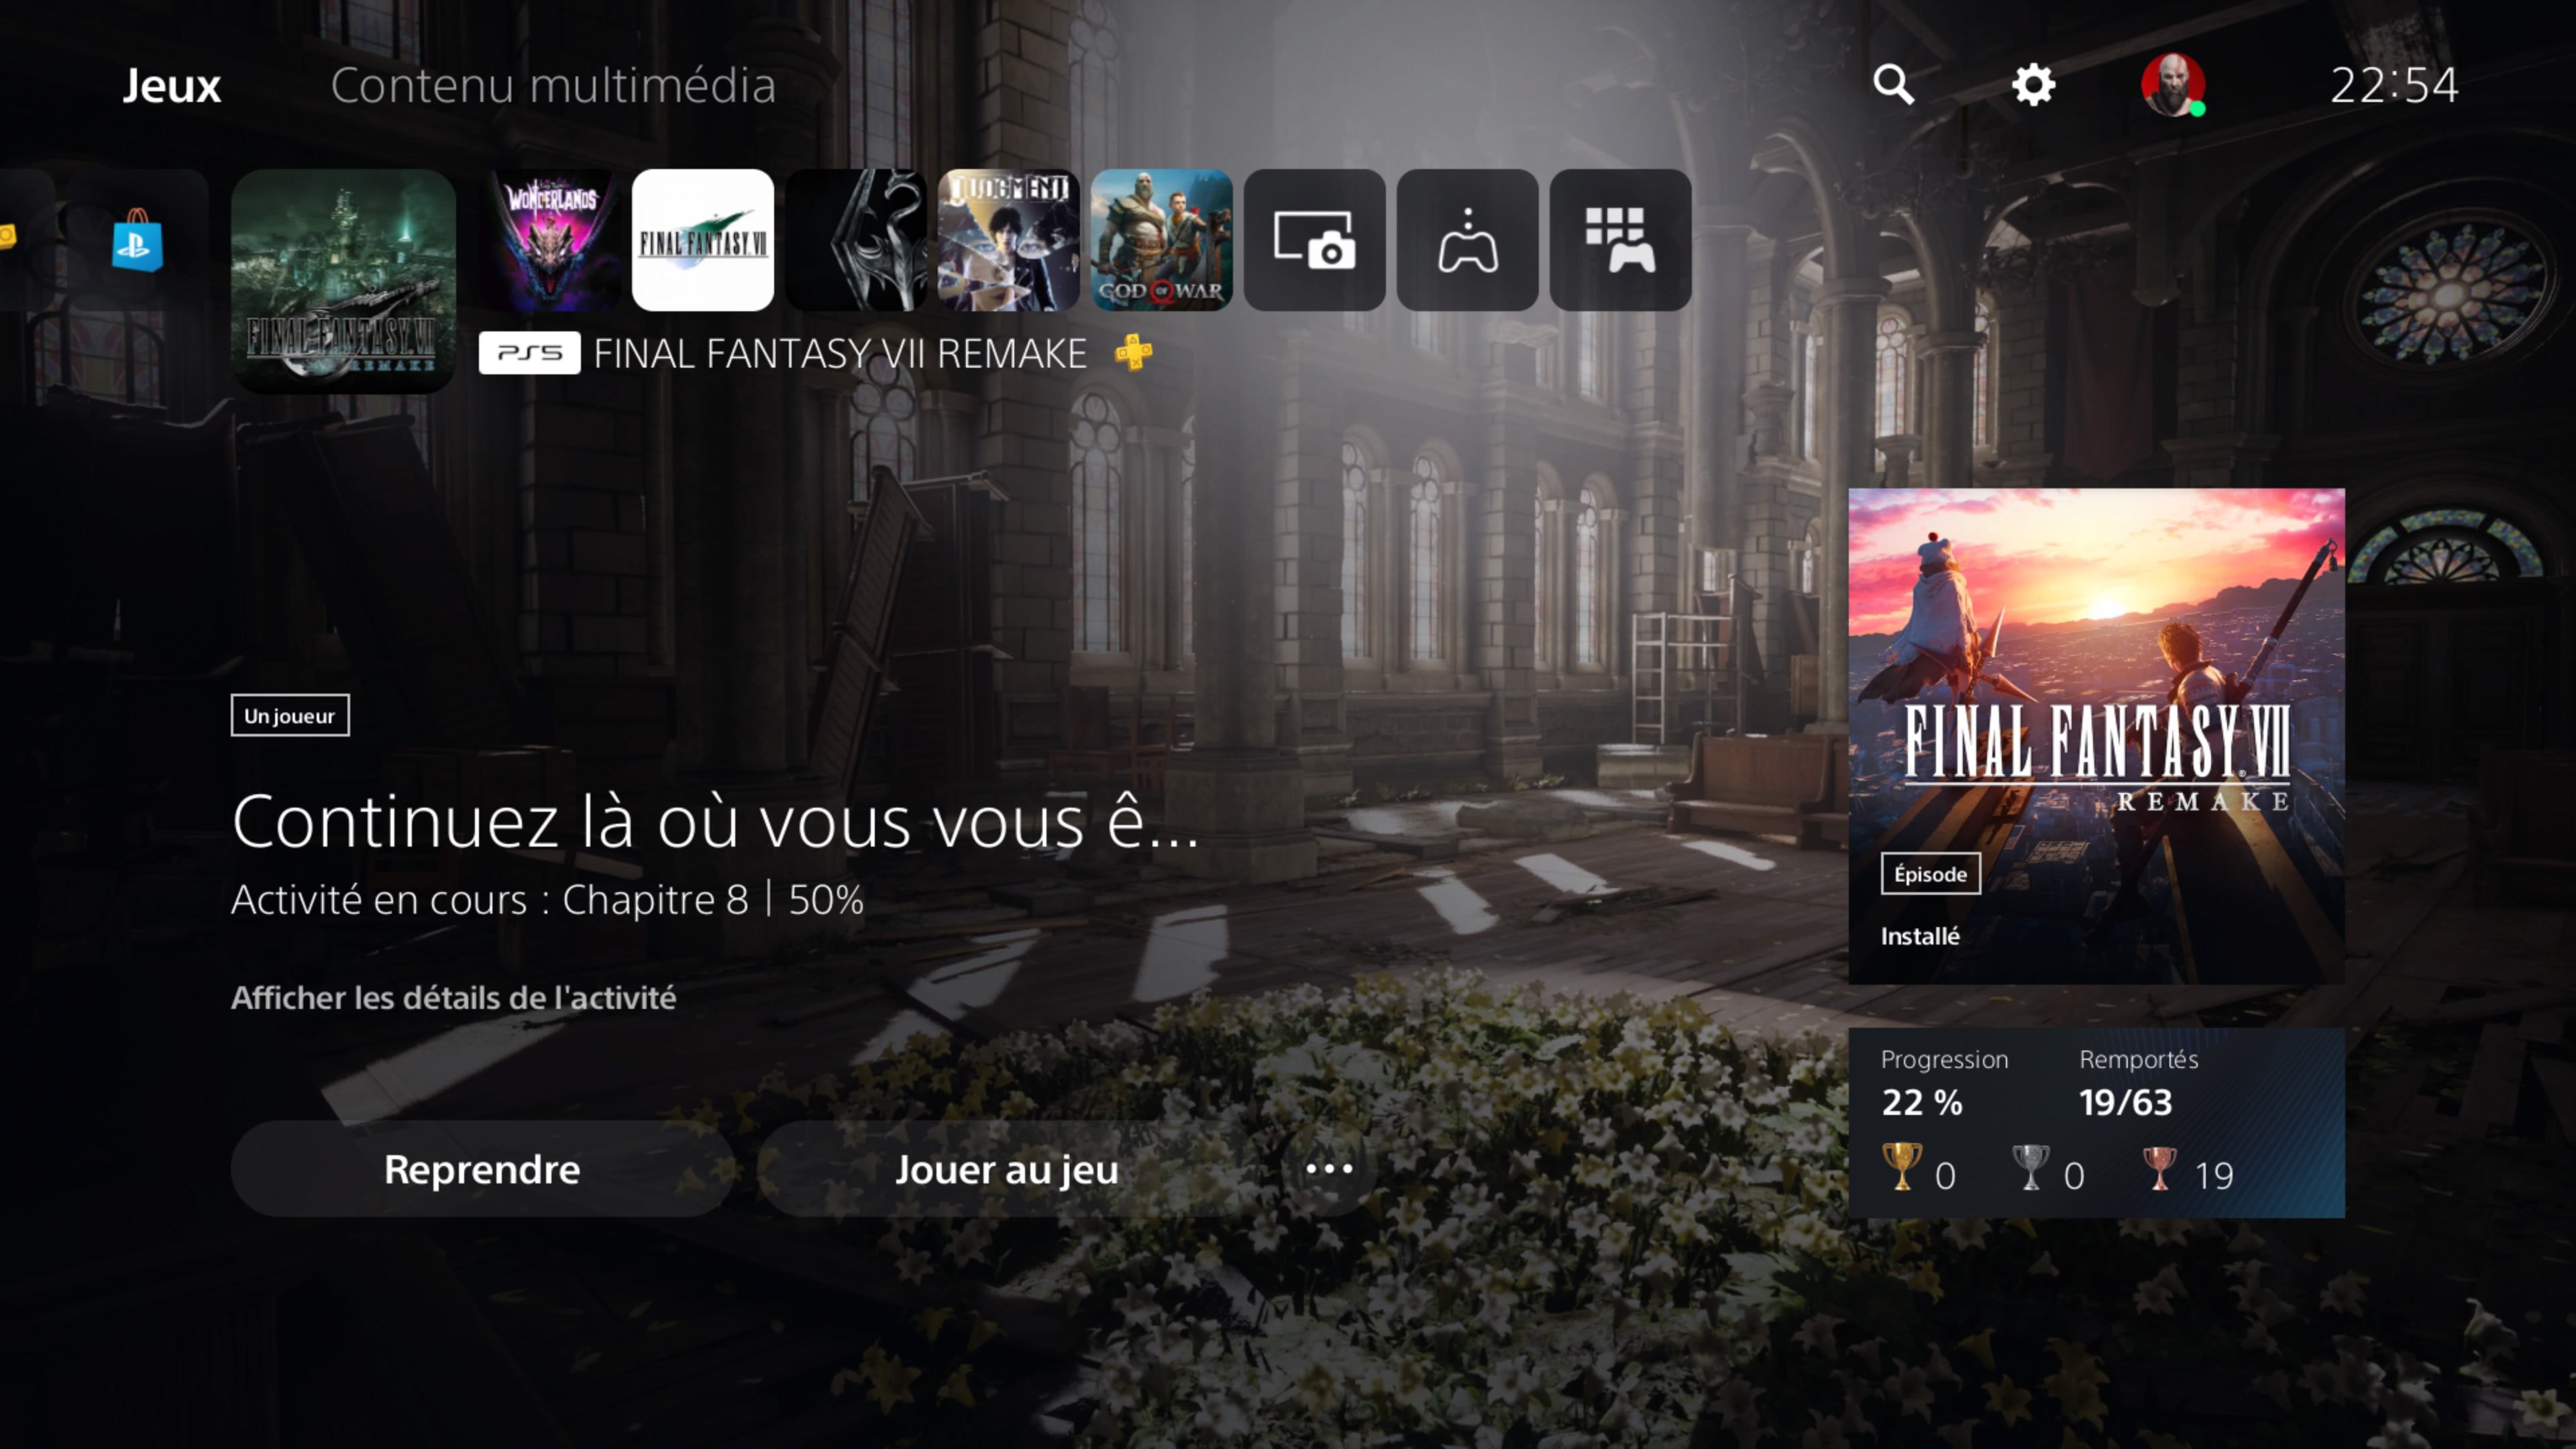 Jeux
Contenu multimédia
22:54
FINAL FANTASY VII
REMAKE
WONDERLANDS
FINAL FANTASY VII
JUDGMENT
GOD OF WAR
PS5 FINAL FANTASY VII REMAKE
Un joueur
Continuez là où vous vous ê...
Activité en cours : Chapitre 8 | 50%
Afficher les détails de l'activité
Reprendre
Jouer au jeu
FINAL FANTASY VII
REMAKE
Épisode
Installé
Progression
Remportés
22 %
19/63
0
0
19